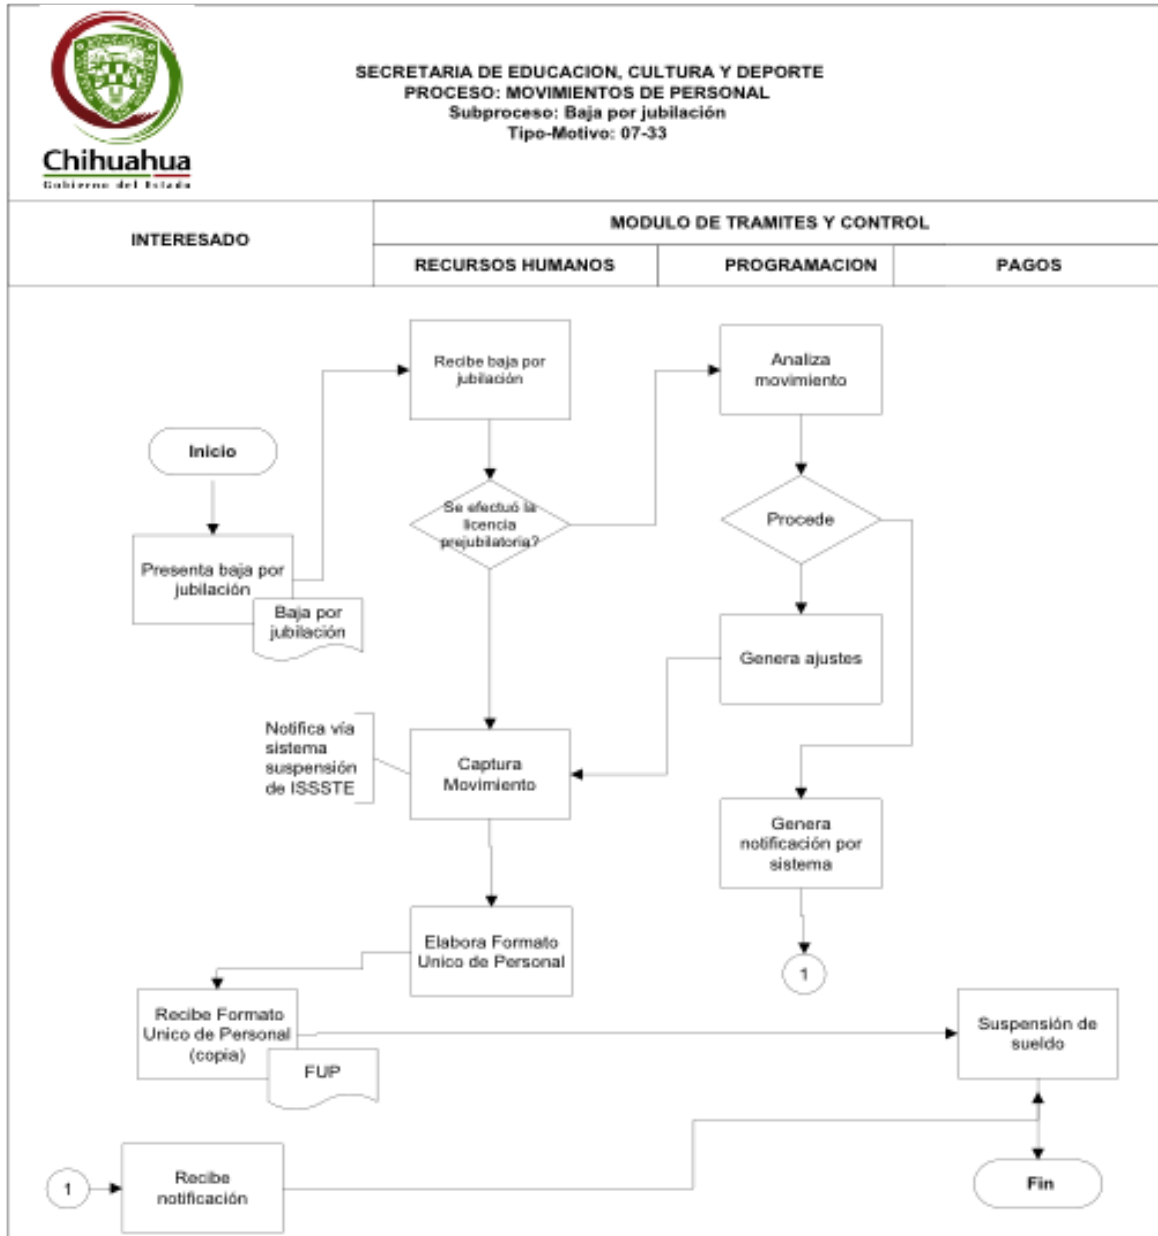 Chihuahua
Gobierno del Estado
SECRETARIA DE EDUCACION, CULTURA Y DEPORTE
PROCESO: MOVIMIENTOS DE PERSONAL
Subproceso: Baja por jubilación
Tipo-Motivo: 07-33
INTERESADO
MODULO DE TRAMITES Y CONTROL
RECURSOS HUMANOS
PROGRAMACION
PAGOS
Inicio
Presenta baja por
jubilación
Baja por
jubilación
Recibe baja por
jubilación
Se efectuó la
licencia
prejubilatoria?
Analiza
movimiento
Procede
Genera ajustes
Notifica vía
sistema
suspensión
de ISSSTE
Captura
Movimiento
Genera
notificación por
sistema
1
Elabora Formato
Unico de Personal
Recibe Formato
Unico de Personal
(copia)
FUP
Suspensión de
sueldo
1
Recibe
notificación
Fin